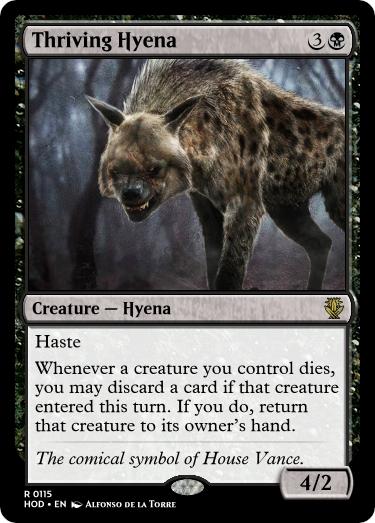 Thriving Hyena 3
Creature — Hyena
Haste
Whenever a creature you control dies,
you may discard a card if that creature
entered this turn. If you do, return
that creature to its owner's hand.
The comical symbol of House Vance.
4/2
R 0115
HOD • EN Alfonso de la Torre